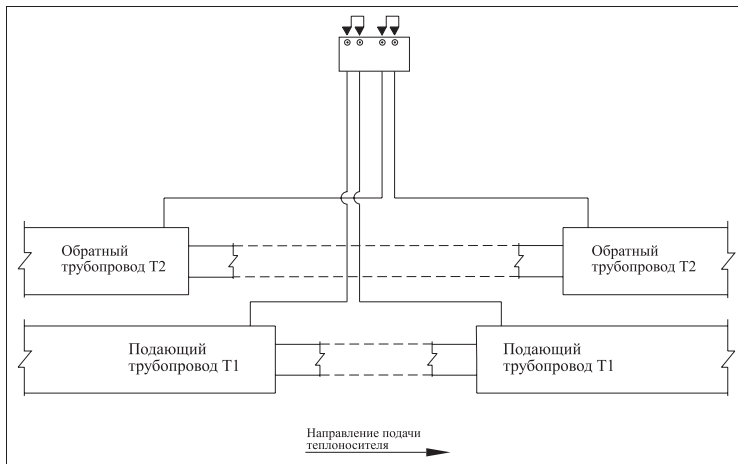 Обратный
трубопровод Т2
Обратный
трубопровод Т2
Подающий
трубопровод Т1
Подающий
трубопровод Т1
Направление подачи
теплоносителя